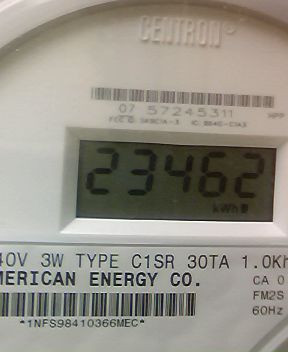 CENTRON
07 57245311 HPP
23462
kWh
40V 3W TYPE C1SR 30TA 1.0Kh
MERICAN ENERGY CO. CA 0
FM2S
60Hz
*1NFS98410366MEC*